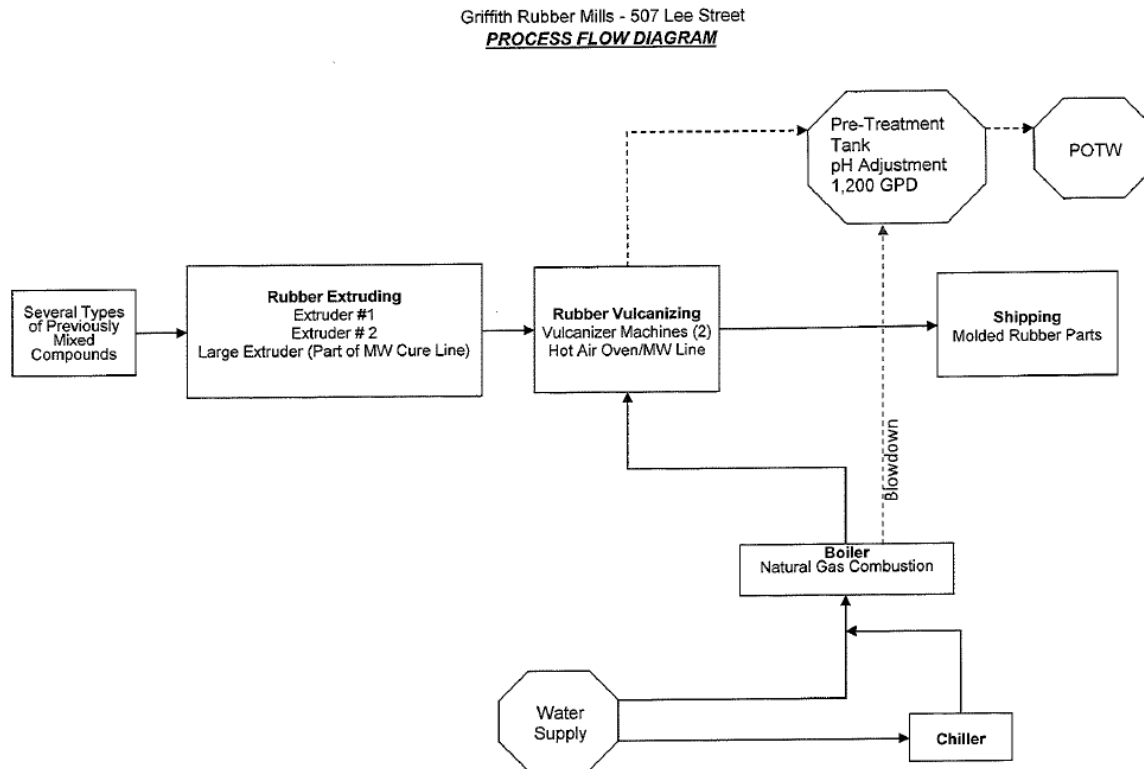 Griffith Rubber Mills - 507 Lee Street
PROCESS FLOW DIAGRAM
Pre-Treatment
Tank
pH Adjustment
1,200 GPD
POTW
Several Types
of Previously
Mixed
Compounds
Rubber Extruding
Extruder #1
Extruder # 2
Large Extruder (Part of MW Cure Line)
Rubber Vulcanizing
Vulcanizer Machines (2)
Hot Air Oven/MW Line
Shipping
Molded Rubber Parts
Blowdown
Boiler
Natural Gas Combustion
Water
Supply
Chiller